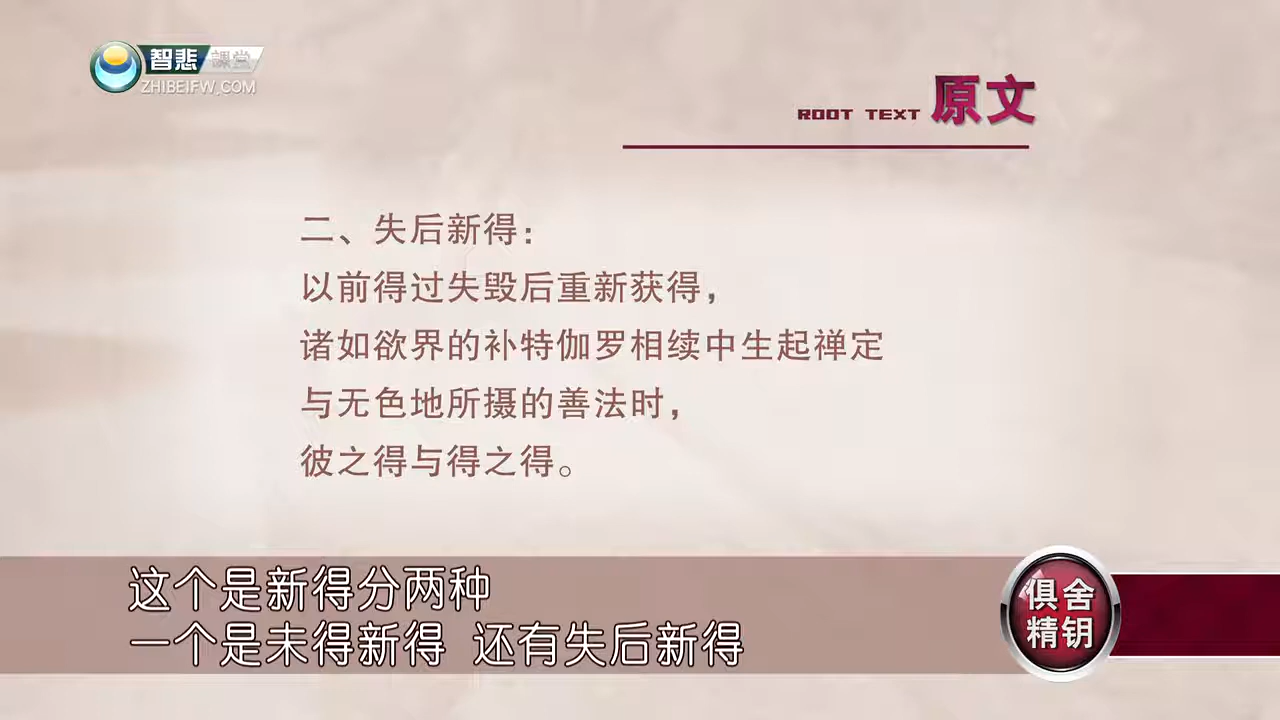 智悲課堂
ZHIBEIFW.COM
ROOT TEXT 原文
二、失后新得：
以前得过失毁后重新获得，
诸如欲界的补特伽罗相续中生起禅定
与无色地所摄的善法时，
彼之得与得之得。
这个是新得分两种
一个是未得新得 还有失后新得
俱舍
精钥